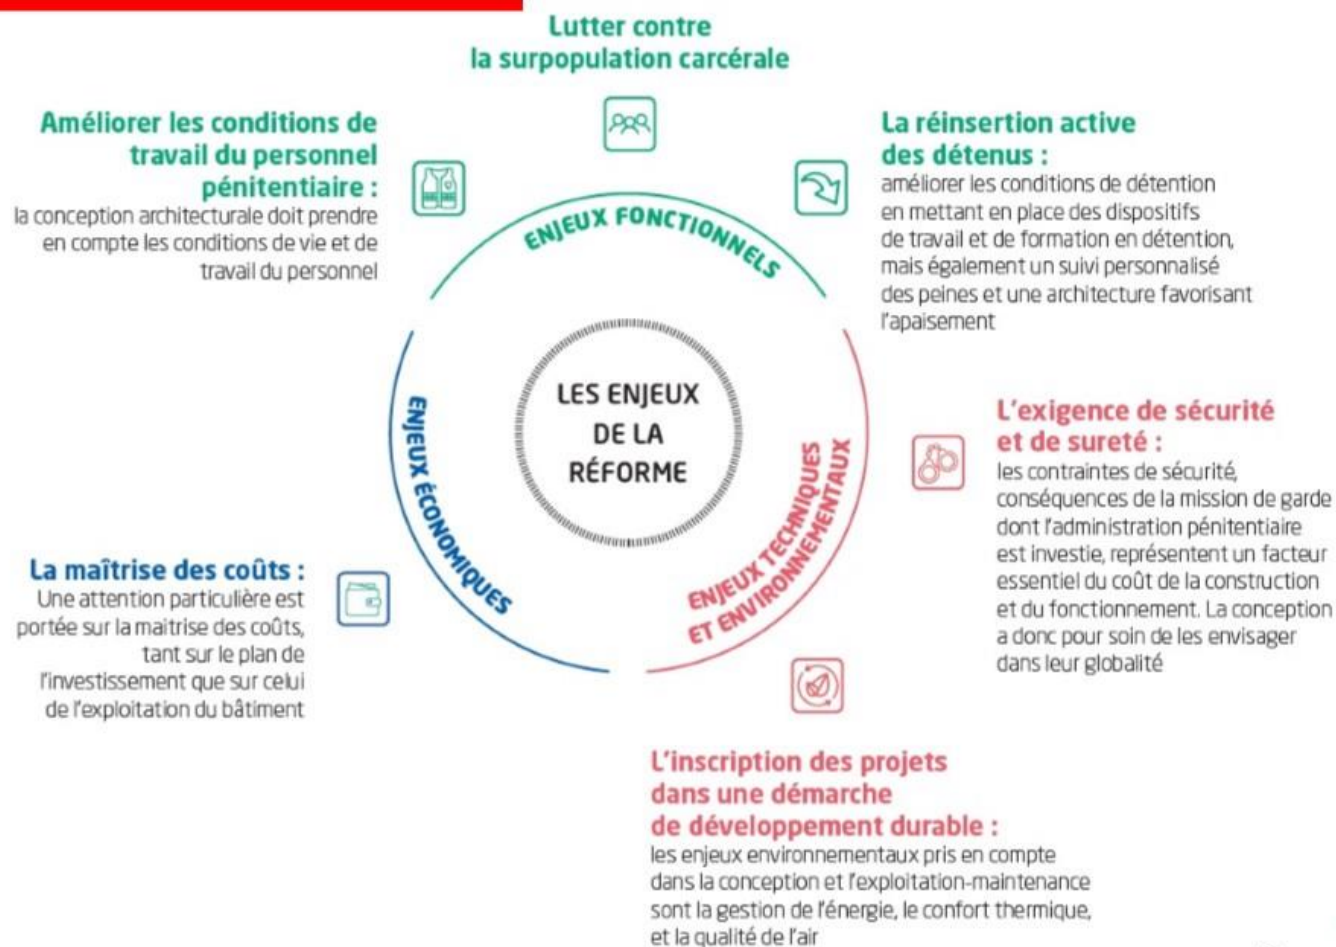 Lutter contre
la surpopulation carcérale
Améliorer les conditions de
travail du personnel
pénitentiaire :
la conception architecturale doit prendre
en compte les conditions de vie et de
travail du personnel
La réinsertion active
des détenus :
améliorer les conditions de détention
en mettant en place des dispositifs
de travail et de formation en détention,
mais également un suivi personnalisé
des peines et une architecture favorisant
l'apaisement
ENJEUX FONCTIONNELS
LES ENJEUX
DE LA
RÉFORME
ENJEUX ÉCONOMIQUES
ENJEUX TECHNIQUES
ET ENVIRONNEMENTAUX
L'exigence de sécurité
et de sureté :
les contraintes de sécurité,
conséquences de la mission de garde
dont l'administration pénitentiaire
est investie, représentent un facteur
essentiel du coût de la construction
et du fonctionnement. La conception
a donc pour soin de les envisager
dans leur globalité
La maîtrise des coûts :
Une attention particulière est
portée sur la maitrise des coûts,
tant sur le plan de
l'investissement que sur celui
de l'exploitation du bâtiment
L'inscription des projets
dans une démarche
de développement durable :
les enjeux environnementaux pris en compte
dans la conception et l'exploitation-maintenance
sont la gestion de l'énergie, le confort thermique,
et la qualité de l'air